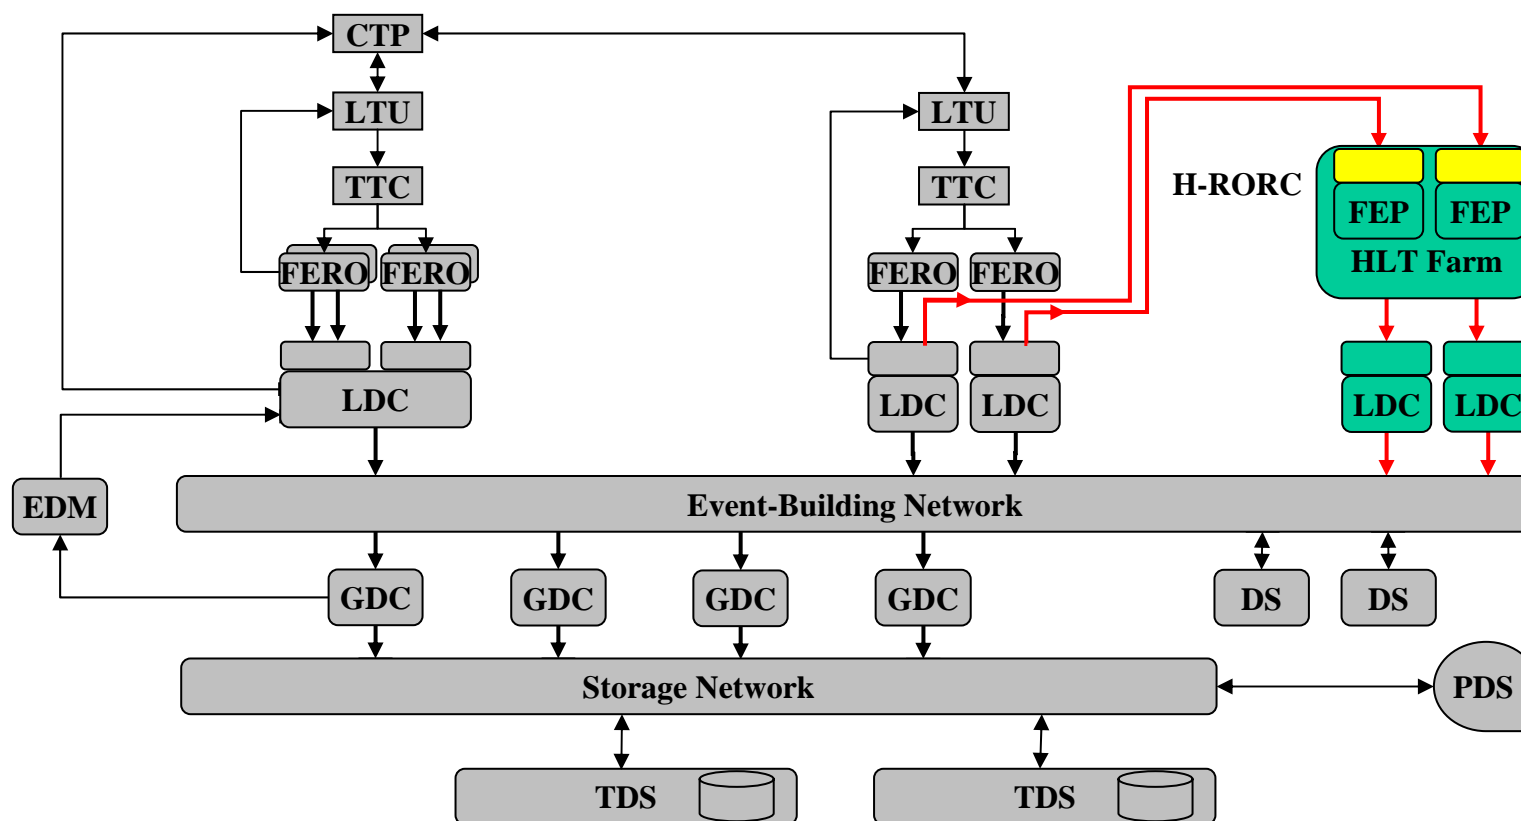 CTP
LTU
LTU
TTC
TTC
H-RORC
FEP
FEP
HLT Farm
FERO
FERO
FERO
FERO
LDC
LDC
LDC
LDC
LDC
EDM
Event-Building Network
GDC
GDC
GDC
GDC
DS
DS
Storage Network
PDS
TDS
TDS